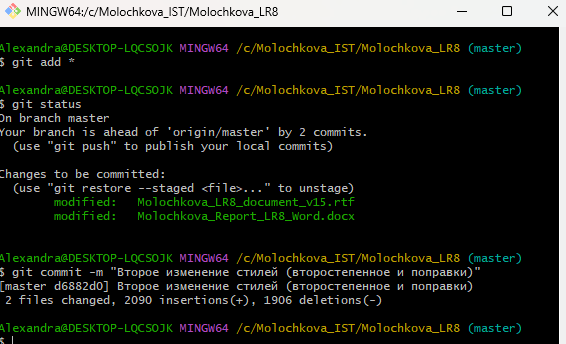 MINGW64:/c/Molochkova_IST/Molochkova_LR8
Alexandra@DESKTOP-LQCSOJK MINGW64 /c/Molochkova_IST/Molochkova_LR8 (master)
$ git add *
Alexandra@DESKTOP-LQCSOJK MINGW64 /c/Molochkova_IST/Molochkova_LR8 (master)
$ git status
On branch master
Your branch is ahead of 'origin/master' by 2 commits.
  (use "git push" to publish your local commits)
Changes to be committed:
  (use "git restore --staged <file>..." to unstage)
        modified:   Molochkova_LR8_document_v15.rtf
        modified:   Molochkova_Report_LR8_Word.docx
Alexandra@DESKTOP-LQCSOJK MINGW64 /c/Molochkova_IST/Molochkova_LR8 (master)
$ git commit -m "Второе изменение стилей (второстепенное и поправки)"
[master d6882d0] Второе изменение стилей (второстепенное и поправки)
 2 files changed, 2090 insertions(+), 1906 deletions(-)
Alexandra@DESKTOP-LQCSOJK MINGW64 /c/Molochkova_IST/Molochkova_LR8 (master)
$